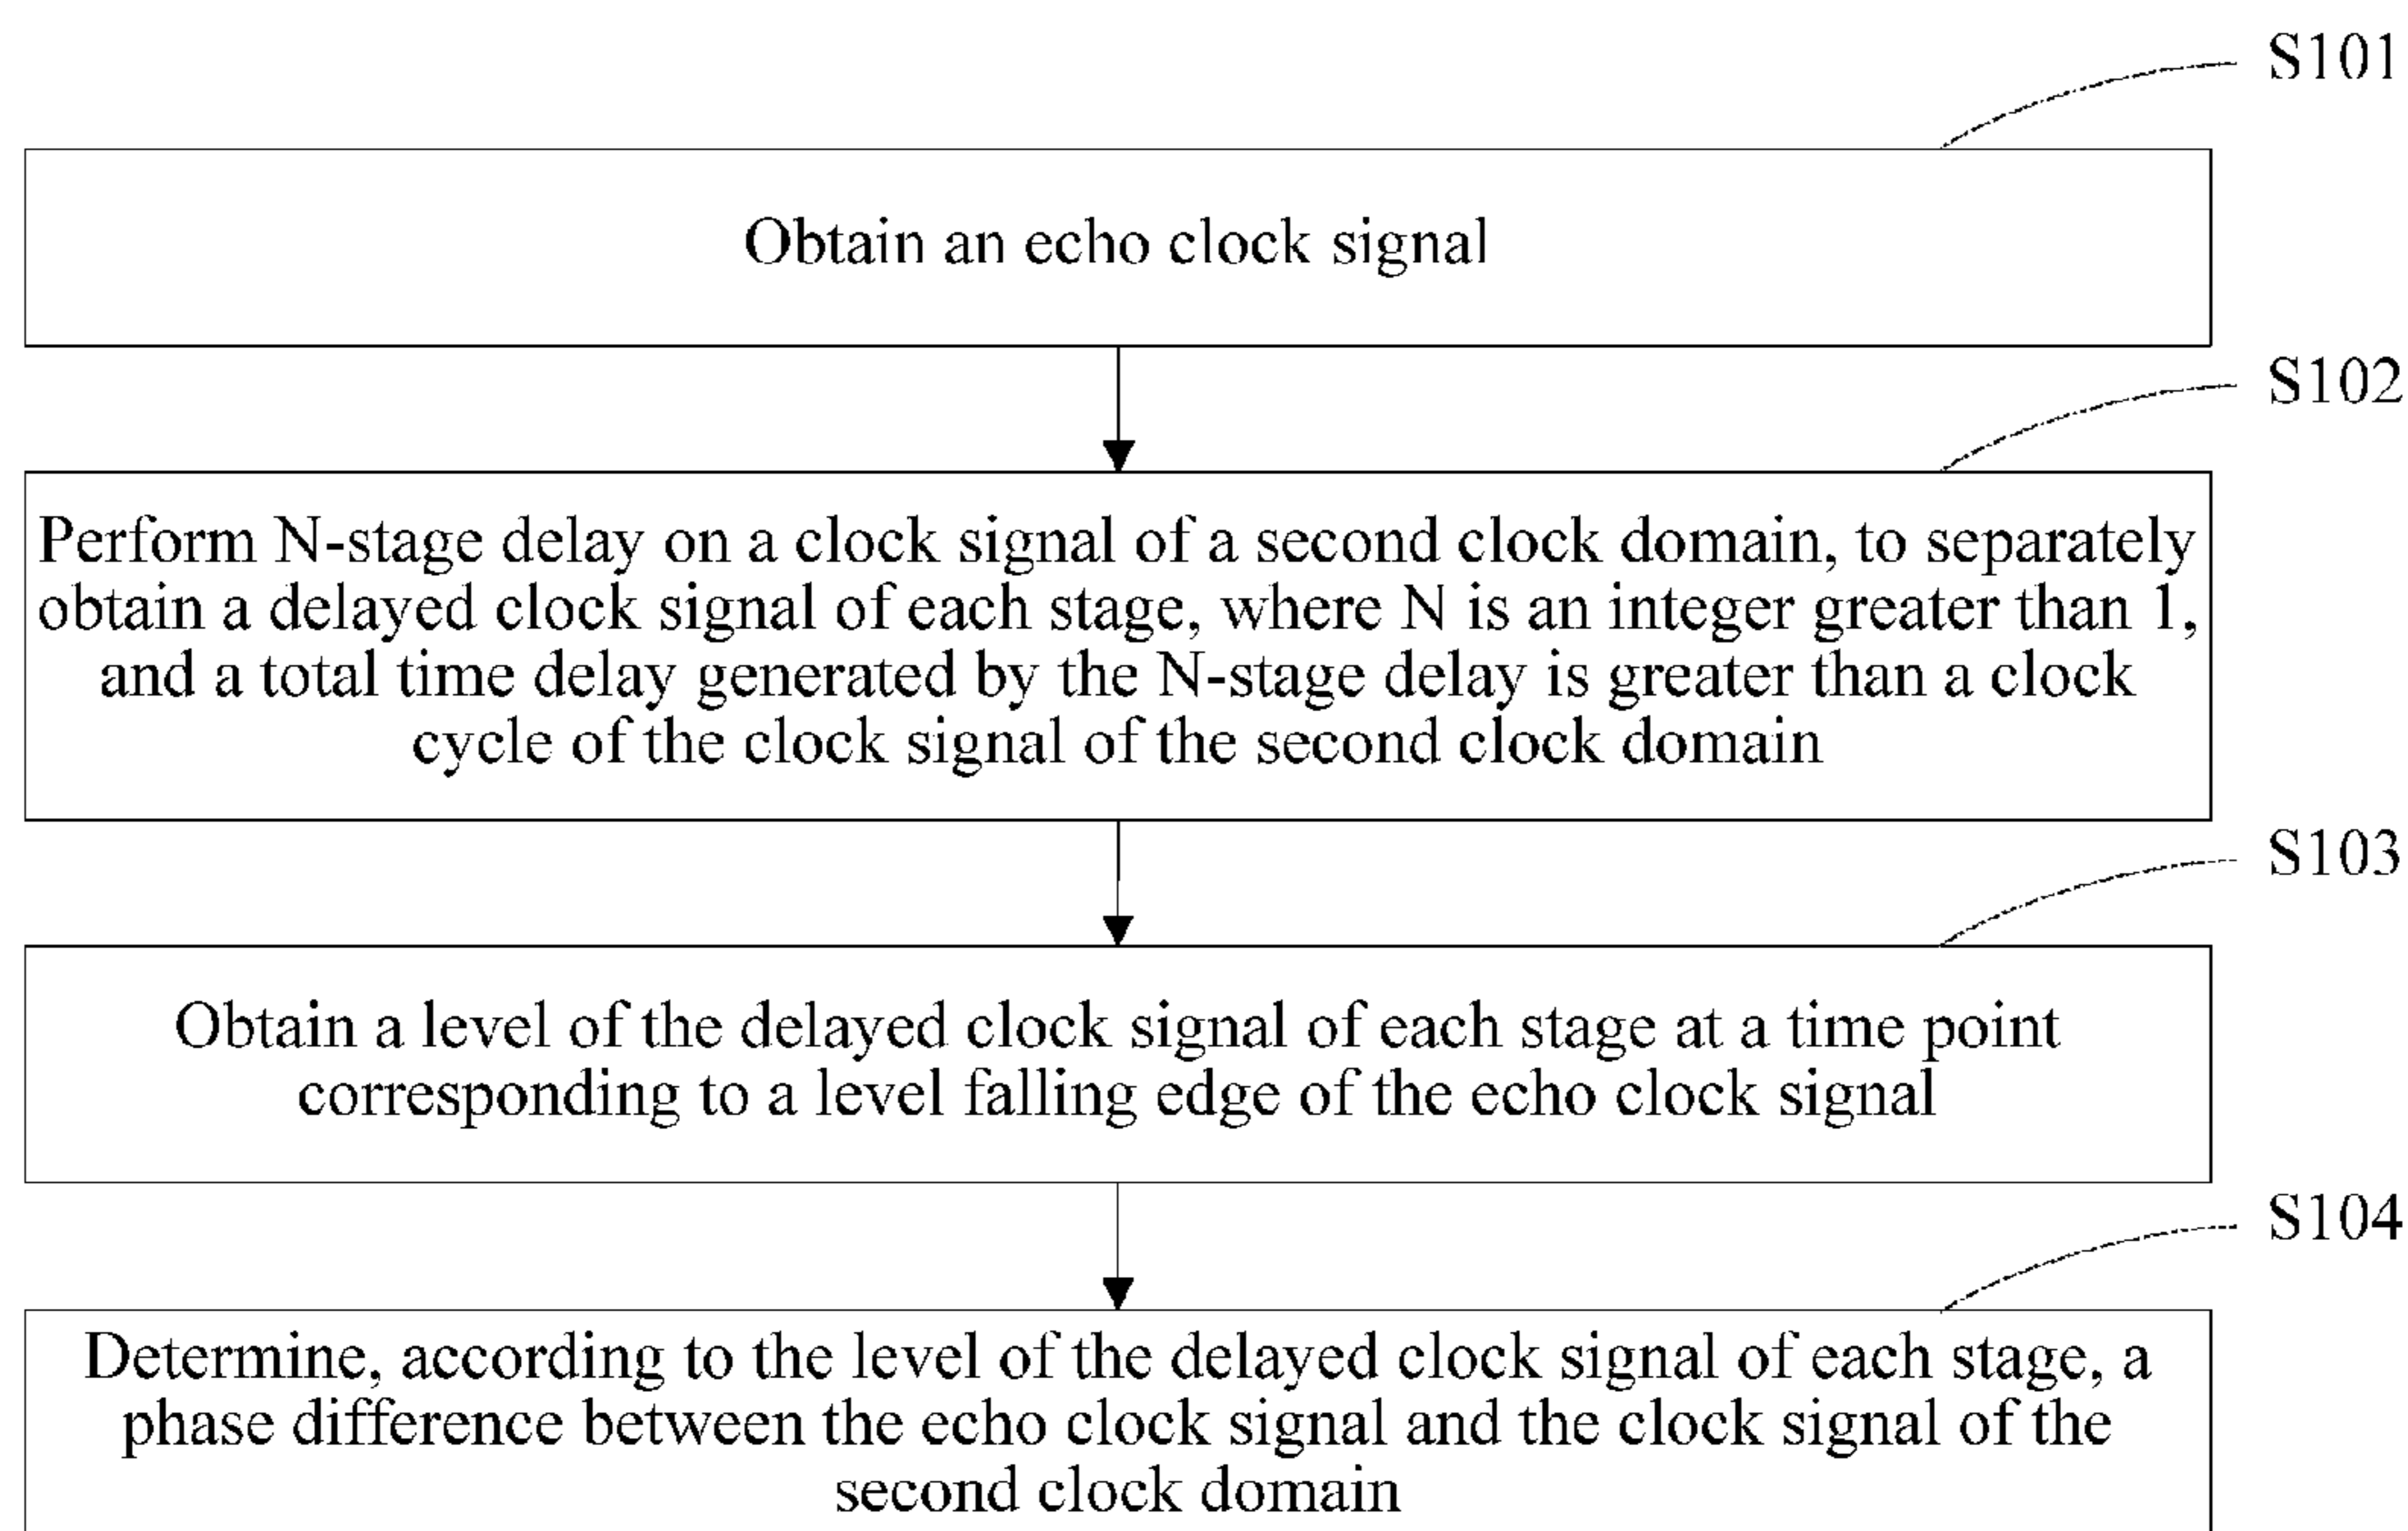 S101
Obtain an echo clock signal
S102
Perform N-stage delay on a clock signal of a second clock domain, to separately
obtain a delayed clock signal of each stage, where N is an integer greater than 1,
and a total time delay generated by the N-stage delay is greater than a clock
cycle of the clock signal of the second clock domain
S103
Obtain a level of the delayed clock signal of each stage at a time point
corresponding to a level falling edge of the echo clock signal
S104
Determine, according to the level of the delayed clock signal of each stage, a
phase difference between the echo clock signal and the clock signal of the
second clock domain